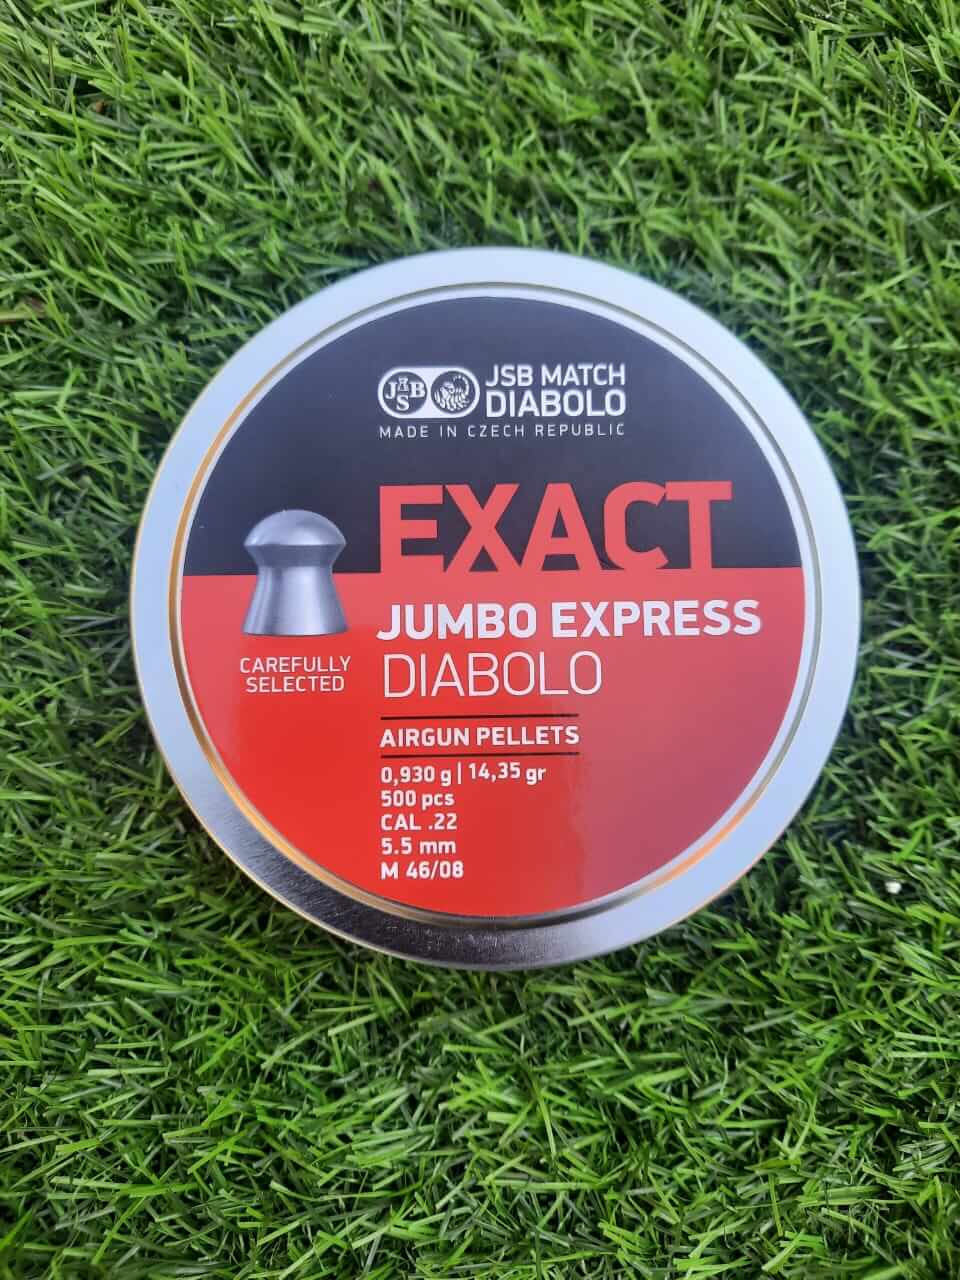 JSB
JSB MATCH
DIABOLO
MADE IN CZECH REPUBLIC
EXACT
JUMBO EXPRESS
DIABOLO
CAREFULLY
SELECTED
AIRGUN PELLETS
0,930 g | 14,35 gr
500 pcs
CAL .22
5.5 mm
M 46/08